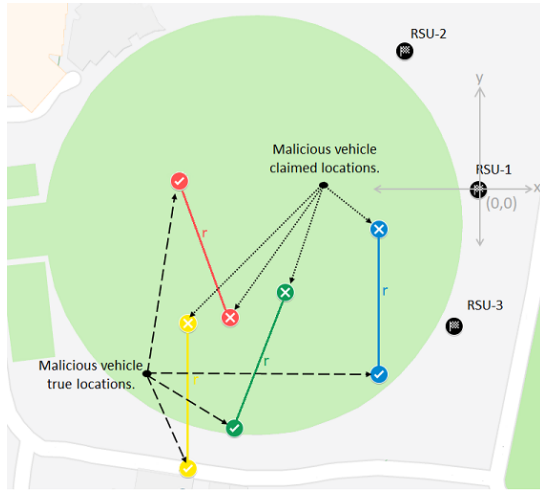 RSU-2
y
Malicious vehicle
claimed locations.
RSU-1
x
(0,0)
r
r
RSU-3
Malicious vehicle
true locations.
r
r